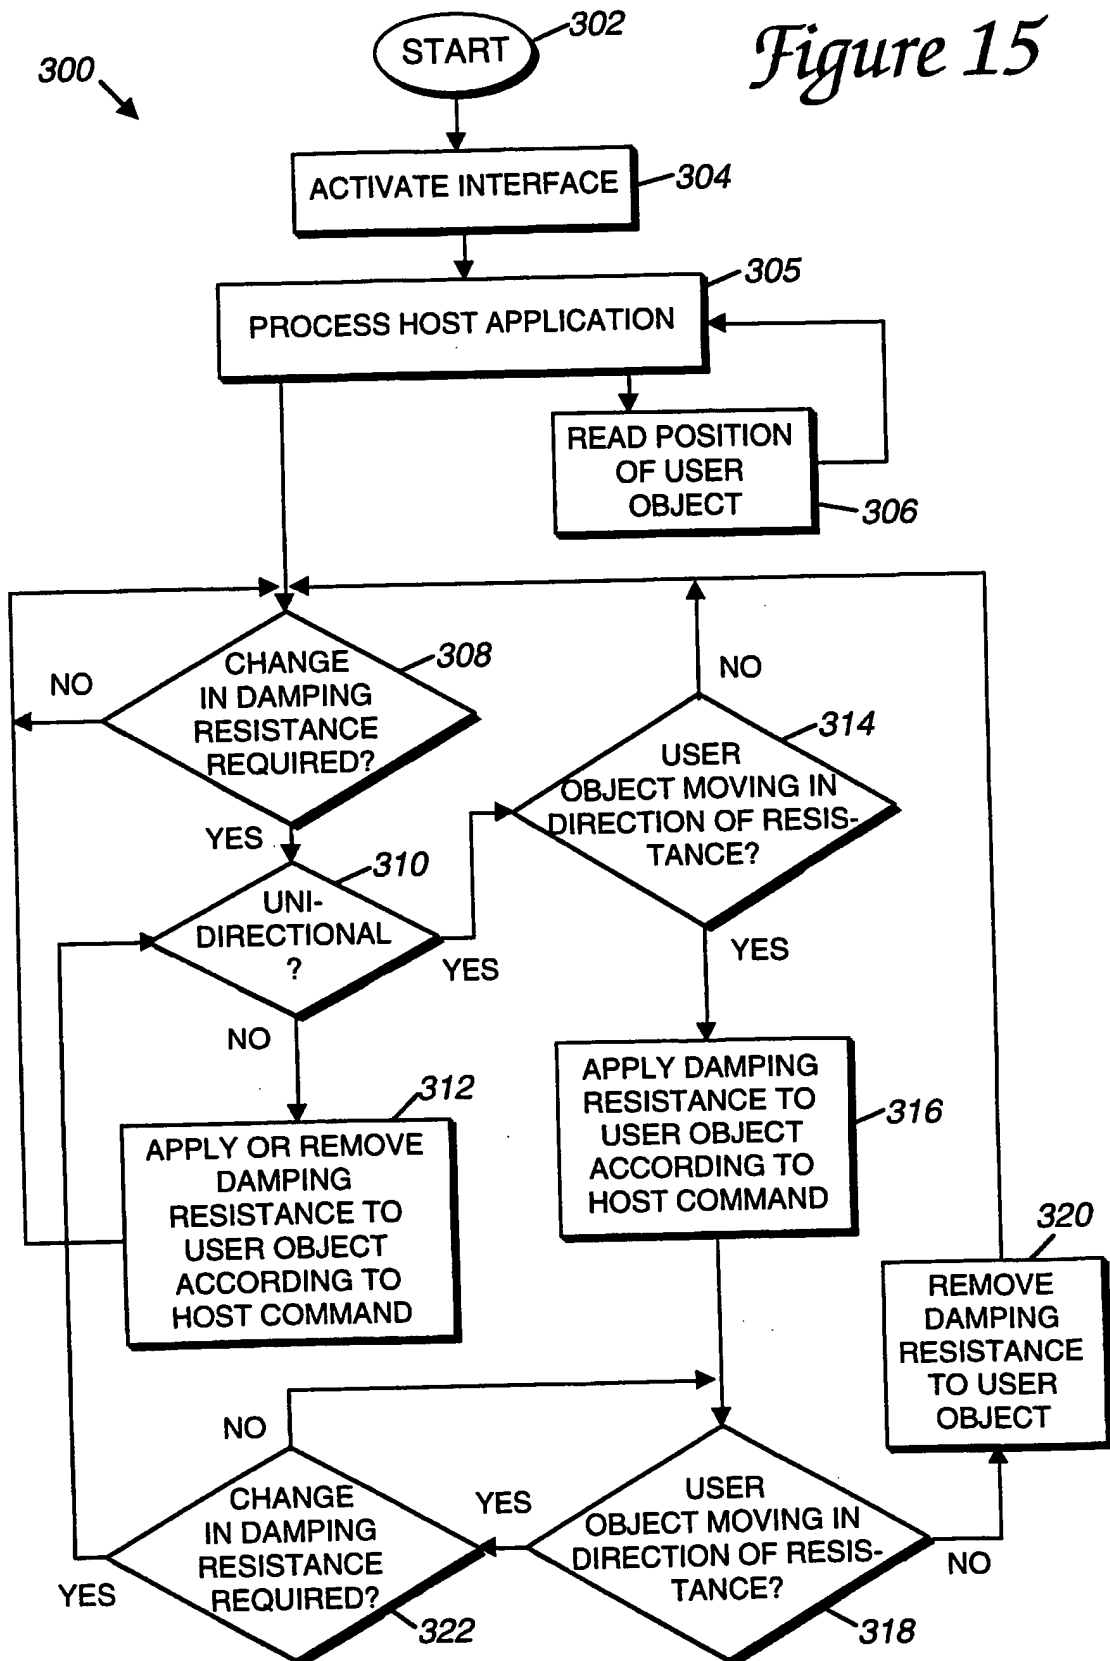 Figure 15
300
START
302
ACTIVATE INTERFACE
304
PROCESS HOST APPLICATION
305
READ POSITION
OF USER
OBJECT
306
CHANGE
IN DAMPING
RESISTANCE
REQUIRED?
308
NO
YES
UNI-
DIRECTIONAL
?
310
YES
NO
APPLY OR REMOVE
DAMPING
RESISTANCE TO
USER OBJECT
ACCORDING TO
HOST COMMAND
312
USER
OBJECT MOVING IN
DIRECTION OF RESIS-
TANCE?
314
NO
YES
APPLY DAMPING
RESISTANCE TO
USER OBJECT
ACCORDING TO
HOST COMMAND
316
USER
OBJECT MOVING IN
DIRECTION OF RESIS-
TANCE?
318
YES
NO
REMOVE
DAMPING
RESISTANCE
TO USER
OBJECT
320
CHANGE
IN DAMPING
RESISTANCE
REQUIRED?
322
NO
YES